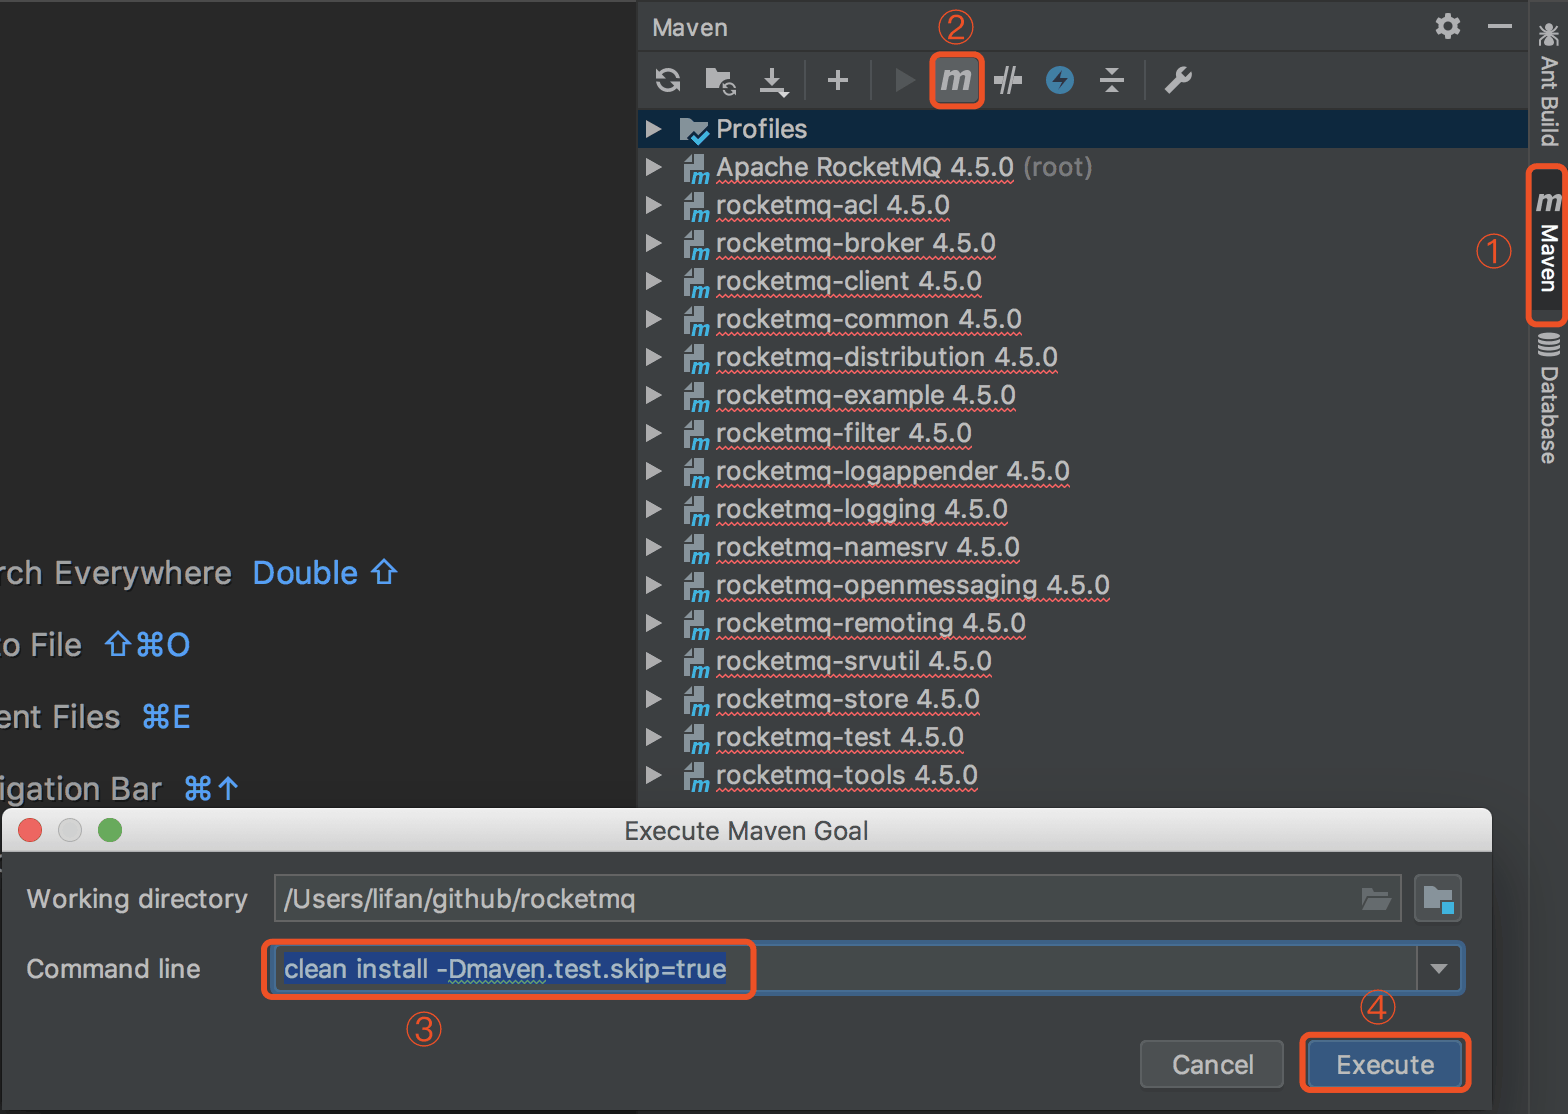 Maven
②
Profiles
Apache RocketMQ 4.5.0 (root)
rocketmq-acl 4.5.0
rocketmq-broker 4.5.0
rocketmq-client 4.5.0
rocketmq-common 4.5.0
rocketmq-distribution 4.5.0
rocketmq-example 4.5.0
rocketmq-filter 4.5.0
rocketmq-logappender 4.5.0
rocketmq-logging 4.5.0
rocketmq-namesrv 4.5.0
rocketmq-openmessaging 4.5.0
rocketmq-remoting 4.5.0
rocketmq-srvutil 4.5.0
rocketmq-store 4.5.0
rocketmq-test 4.5.0
rocketmq-tools 4.5.0
Ant Build
①
Maven
Database
rch Everywhere Double ⇧
to File ⇧⌘O
ent Files ⌘E
igation Bar ⌘↑
Execute Maven Goal
Working directory /Users/lifan/github/rocketmq
Command line clean install -Dmaven.test.skip=true
③
④
Cancel Execute